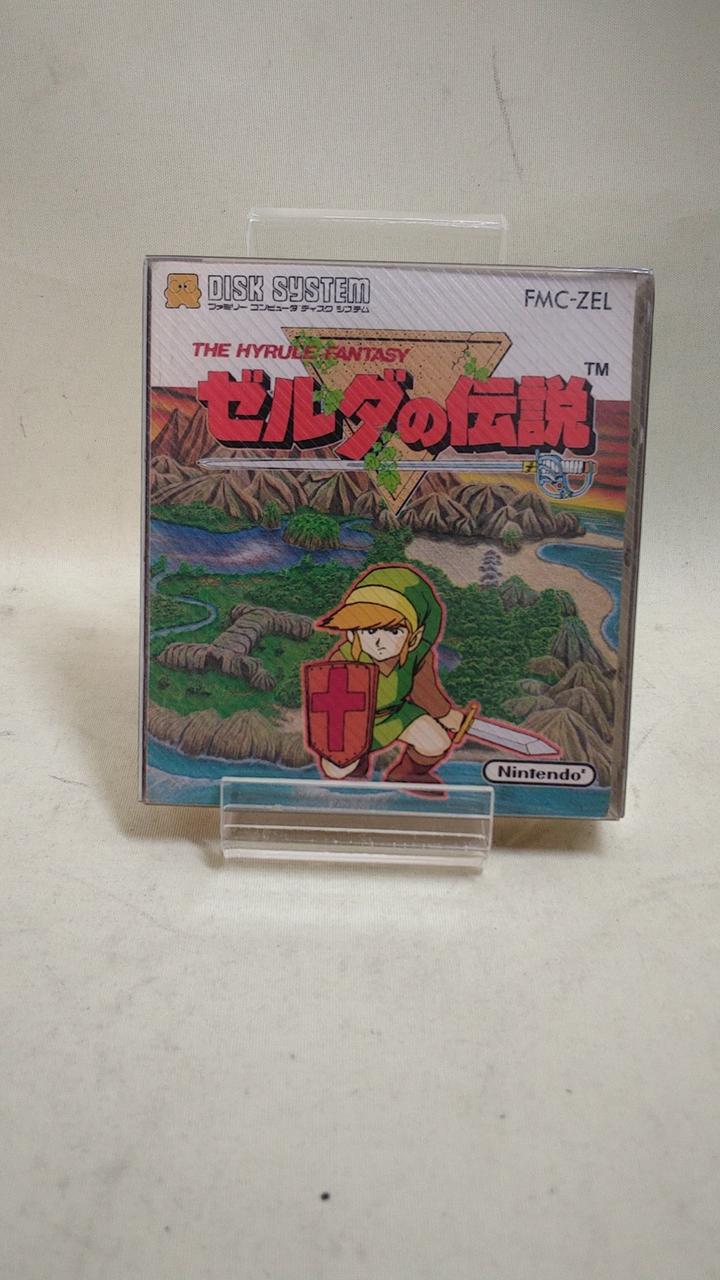 DISK SYSTEM
ファミリー コンピュータ ディスク システム
FMC-ZEL
THE HYRULE FANTASY
TM
ゼルダの伝説
Nintendo®